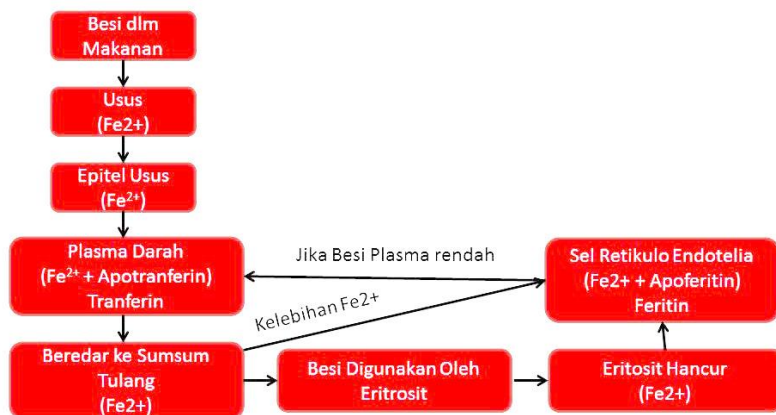 Besi dlm
Makanan
Usus
(Fe2+)
Epitel Usus
(Fe²⁺)
Plasma Darah
(Fe²⁺ + Apotranferin)
Tranferin
Jika Besi Plasma rendah
Sel Retikulo Endotelia
(Fe2+ + Apoferitin)
Feritin
Kelebihan Fe2+
Beredar ke Sumsum
Tulang
(Fe2+)
Besi Digunakan Oleh
Eritrosit
Eritosit Hancur
(Fe2+)